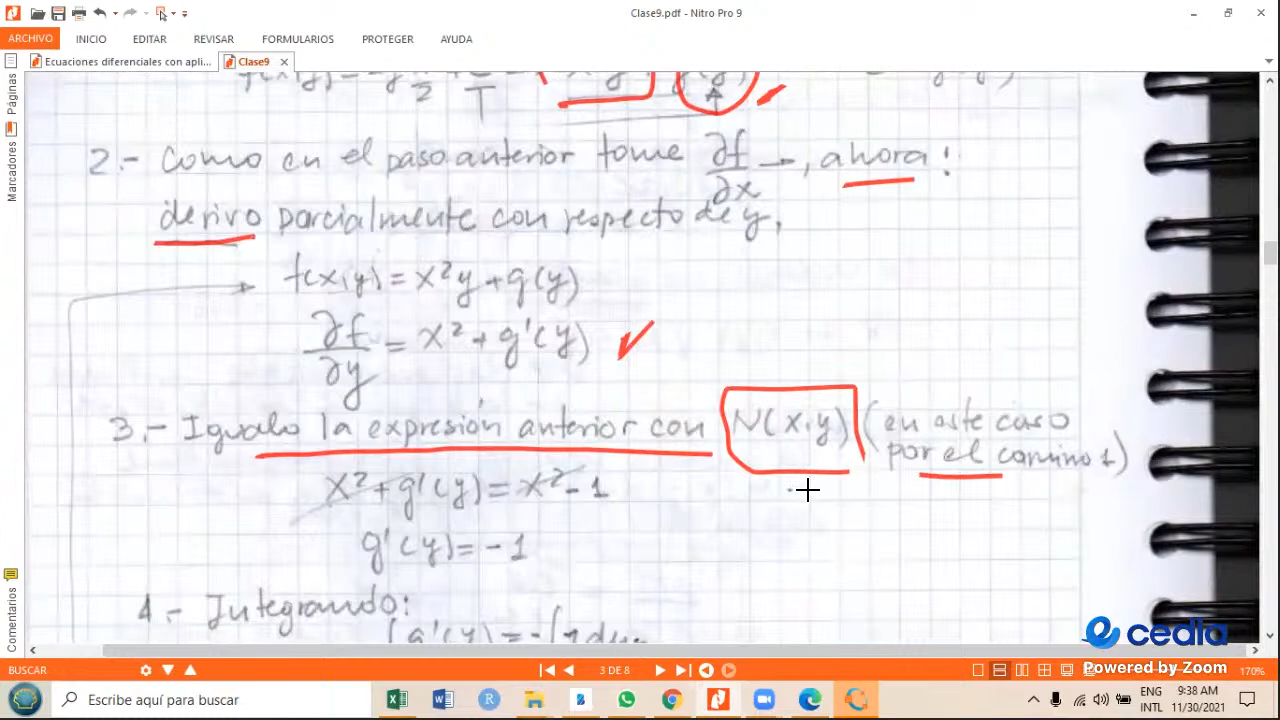 Clase9.pdf - Nitro Pro 9
ARCHIVO INICIO EDITAR REVISAR FORMULARIOS PROTEGER AYUDA
Ecuaciones diferenciales con apli... Clase9
Páginas
Marcadores
Comentarios
2.- Como en el paso anterior tome ∂f/∂x →, ahora!
derivo parcialmente con respecto de y,
f(x,y) = x²y + g(y)
∂f/∂y = x² + g'(y)
3.- Igualo la expresión anterior con N(x,y) (en este caso
por el camino 1)
x² + g'(y) = x² - 1
g'(y) = -1
4.- Integrando:
cedia
Powered by Zoom
BUSCAR 3 DE 8 170%
Escribe aquí para buscar
ENG 9:38 AM
INTL 11/30/2021